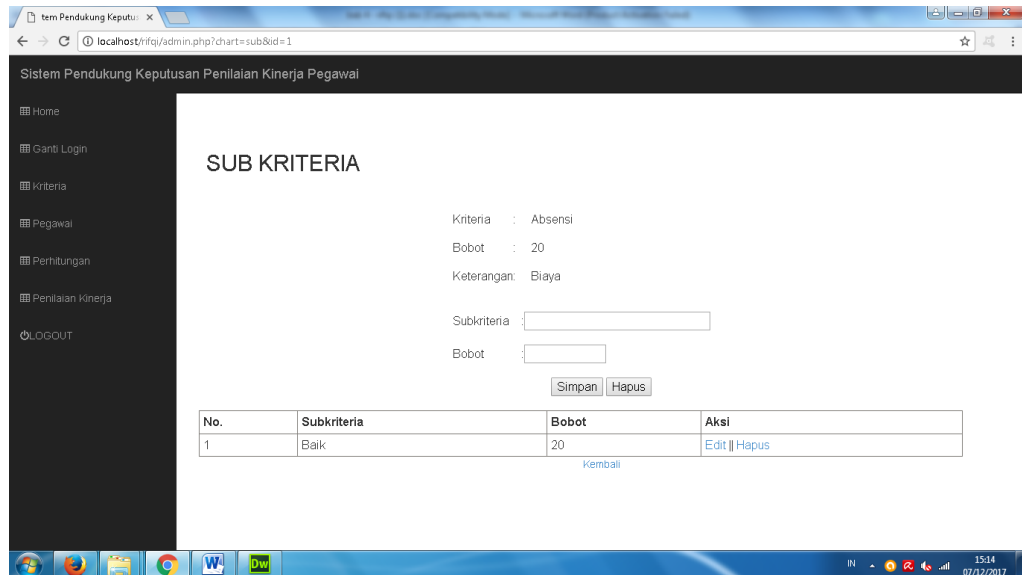 tem Pendukung Keputus
localhost/rifqi/admin.php?chart=sub&id=1
Sistem Pendukung Keputusan Penilaian Kinerja Pegawai
Home
Ganti Login
Kriteria
Pegawai
Perhitungan
Penilaian Kinerja
LOGOUT
SUB KRITERIA
Kriteria : Absensi
Bobot : 20
Keterangan: Biaya
Subkriteria :
Bobot :
Simpan Hapus
No. Subkriteria Bobot Aksi
1 Baik 20 Edit || Hapus
Kembali
W
Dw
IN 15:14
07/12/2017